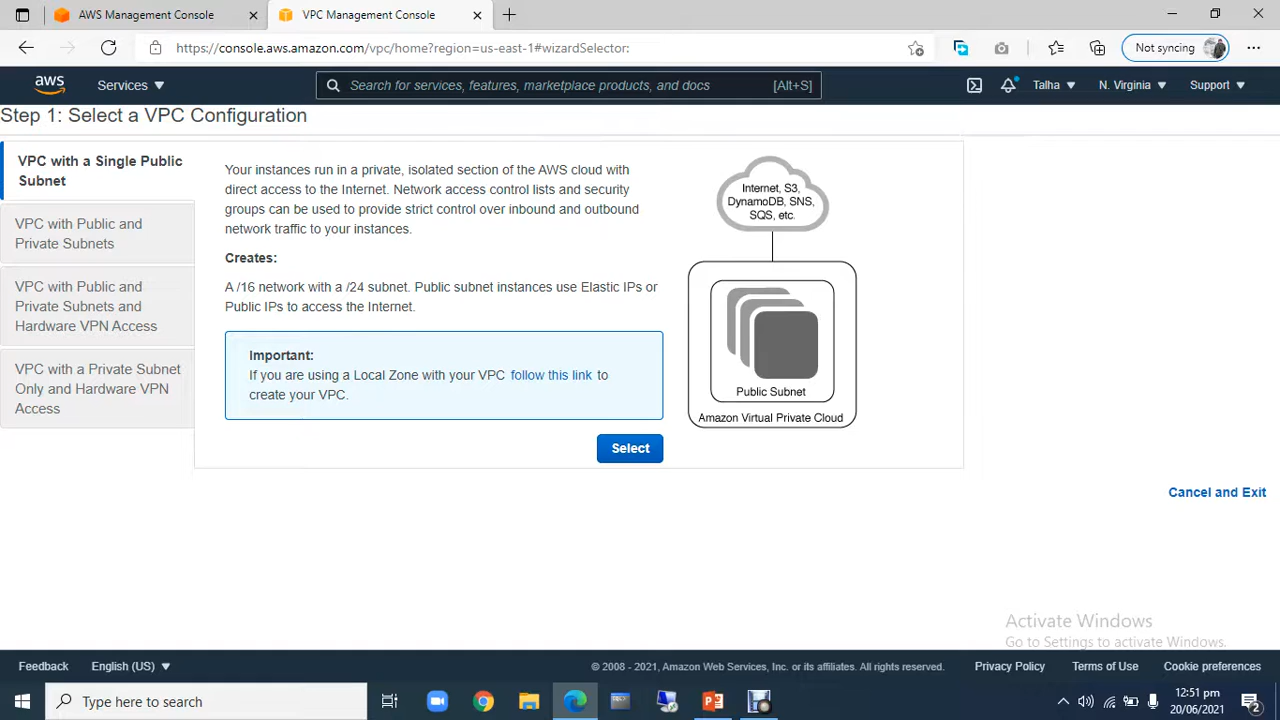 AWS Management Console
VPC Management Console
https://console.aws.amazon.com/vpc/home?region=us-east-1#wizardSelector:
Not syncing
aws
Services
Search for services, features, marketplace products, and docs
[Alt+S]
Talha
N. Virginia
Support
Step 1: Select a VPC Configuration
VPC with a Single Public
Subnet
VPC with Public and
Private Subnets
VPC with Public and
Private Subnets and
Hardware VPN Access
VPC with a Private Subnet
Only and Hardware VPN
Access
Your instances run in a private, isolated section of the AWS cloud with
direct access to the Internet. Network access control lists and security
groups can be used to provide strict control over inbound and outbound
network traffic to your instances.
Creates:
A /16 network with a /24 subnet. Public subnet instances use Elastic IPs or
Public IPs to access the Internet.
Important:
If you are using a Local Zone with your VPC follow this link to
create your VPC.
Select
Internet, S3,
DynamoDB, SNS,
SQS, etc.
Public Subnet
Amazon Virtual Private Cloud
Cancel and Exit
Activate Windows
Go to Settings to activate Windows.
Feedback
English (US)
© 2008 - 2021, Amazon Web Services, Inc. or its affiliates. All rights reserved.
Privacy Policy
Terms of Use
Cookie preferences
Type here to search
12:51 pm
20/06/2021
2